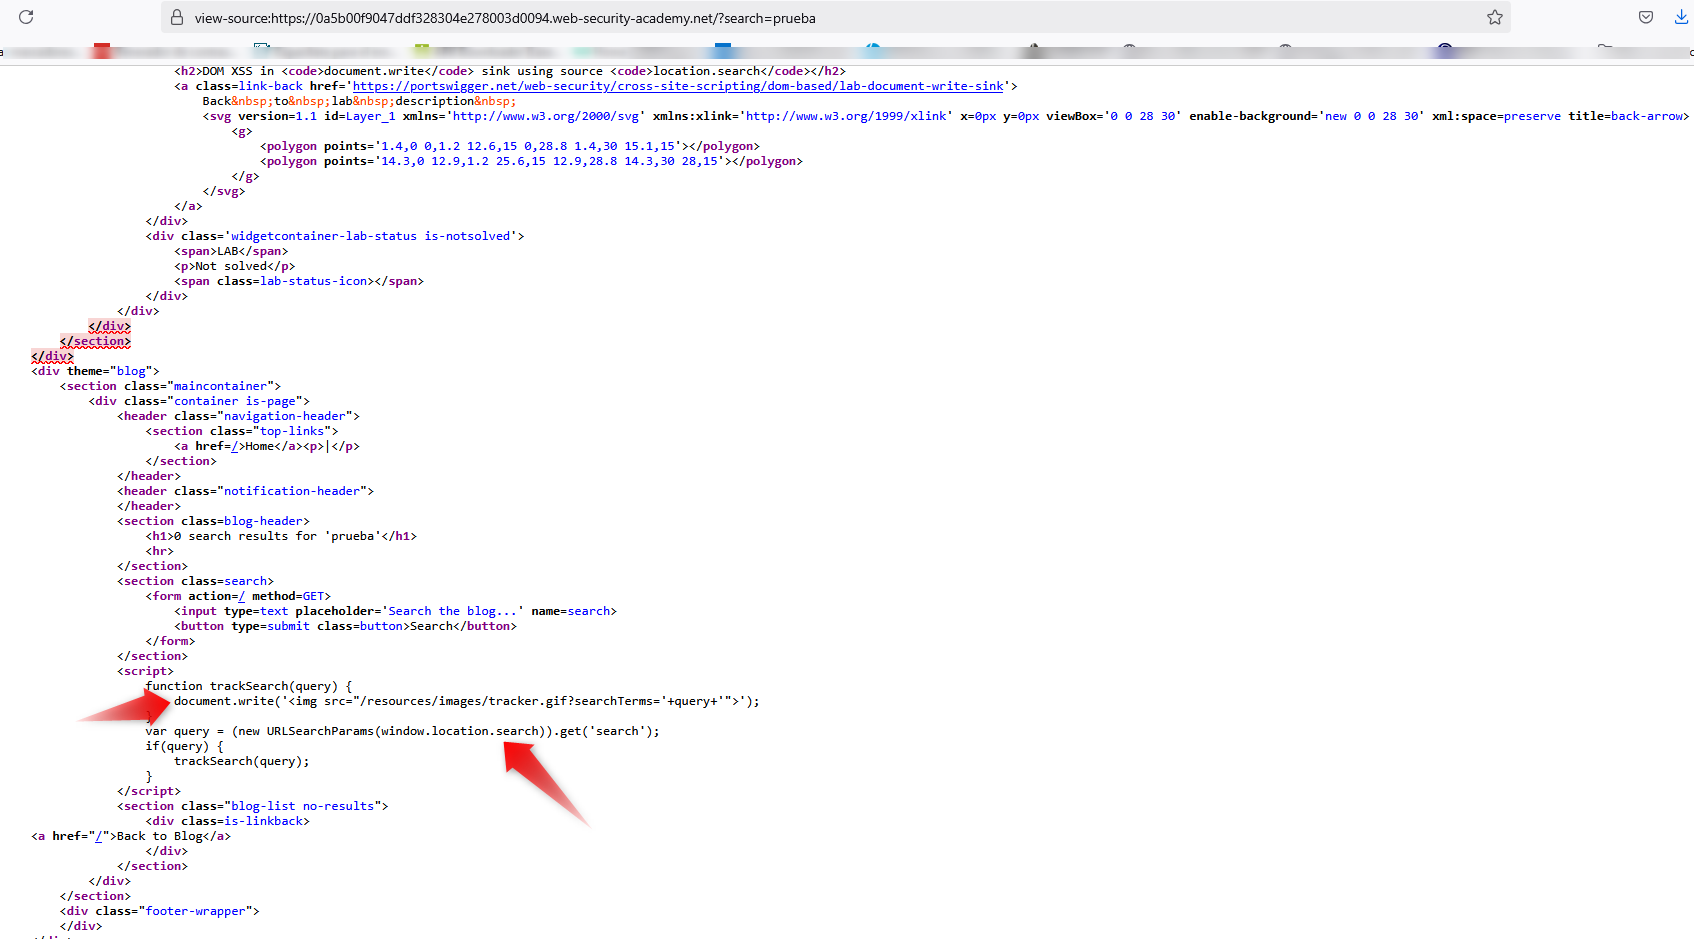 view-source:https://0a5b00f9047ddf328304e278003d0094.web-security-academy.net/?search=prueba
<h2>DOM XSS in <code>document.write</code> sink using source <code>location.search</code></h2>
<a class=link-back href='https://portswigger.net/web-security/cross-site-scripting/dom-based/lab-document-write-sink'>
Back&nbsp;to&nbsp;lab&nbsp;description&nbsp;
<svg version=1.1 id=Layer_1 xmlns='http://www.w3.org/2000/svg' xmlns:xlink='http://www.w3.org/1999/xlink' x=0px y=0px viewBox='0 0 28 30' enable-background='new 0 0 28 30' xml:space=preserve title=back-arrow>
<g>
<polygon points='1.4,0 0,1.2 12.6,15 0,28.8 1.4,30 15.1,15'></polygon>
<polygon points='14.3,0 12.9,1.2 25.6,15 12.9,28.8 14.3,30 28,15'></polygon>
</g>
</svg>
</a>
</div>
<div class='widgetcontainer-lab-status is-notsolved'>
<span>LAB</span>
<p>Not solved</p>
<span class=lab-status-icon></span>
</div>
</div>
</div>
</section>
</div>
<div theme="blog">
<section class="maincontainer">
<div class="container is-page">
<header class="navigation-header">
<section class="top-links">
<a href=/>Home</a><p>|</p>
</section>
</header>
<header class="notification-header">
</header>
<section class=blog-header>
<h1>0 search results for 'prueba'</h1>
<hr>
</section>
<section class=search>
<form action=/ method=GET>
<input type=text placeholder='Search the blog...' name=search>
<button type=submit class=button>Search</button>
</form>
</section>
<script>
function trackSearch(query) {
document.write('<img src="/resources/images/tracker.gif?searchTerms='+query+'">');
}
var query = (new URLSearchParams(window.location.search)).get('search');
if(query) {
trackSearch(query);
}
</script>
<section class="blog-list no-results">
<div class=is-linkback>
<a href="/">Back to Blog</a>
</div>
</section>
</div>
</section>
<div class="footer-wrapper">
</div>